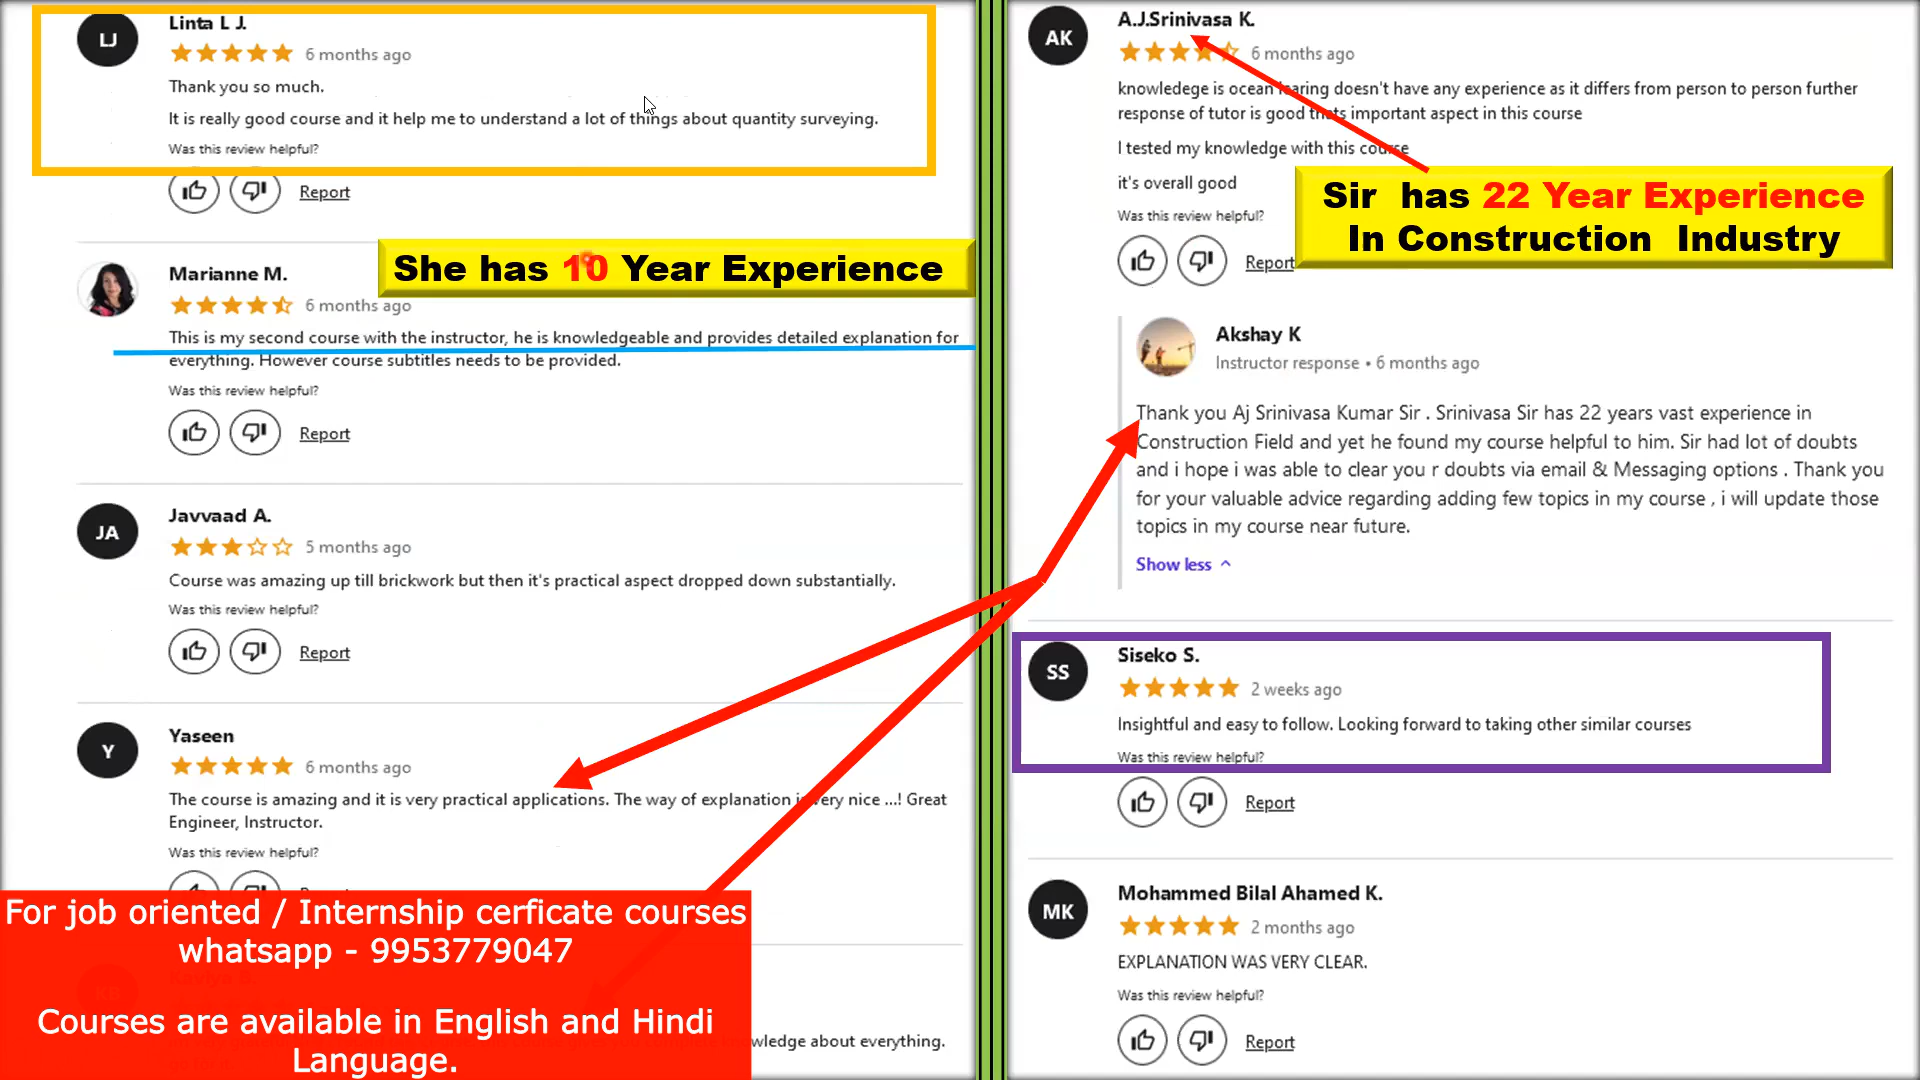 LJ
Linta L J.
6 months ago
Thank you so much.
It is really good course and it help me to understand a lot of things about quantity surveying.
Was this review helpful?
Report
She has 10 Year Experience
Marianne M.
6 months ago
This is my second course with the instructor, he is knowledgeable and provides detailed explanation for
everything. However course subtitles needs to be provided.
Was this review helpful?
Report
JA
Javvaad A.
5 months ago
Course was amazing up till brickwork but then it's practical aspect dropped down substantially.
Was this review helpful?
Report
Y
Yaseen
6 months ago
The course is amazing and it is very practical applications. The way of explanation is very nice ...! Great
Engineer, Instructor.
Was this review helpful?
For job oriented / Internship cerficate courses
whatsapp - 9953779047
Courses are available in English and Hindi
Language.
wledge about everything.
AK
A.J.Srinivasa K.
6 months ago
knowledege is ocean learing doesn't have any experience as it differs from person to person further
response of tutor is good thats important aspect in this course
I tested my knowledge with this course
it's overall good
Was this review helpful?
Report
Sir has 22 Year Experience
In Construction Industry
Akshay K
Instructor response • 6 months ago
Thank you Aj Srinivasa Kumar Sir . Srinivasa Sir has 22 years vast experience in
Construction Field and yet he found my course helpful to him. Sir had lot of doubts
and i hope i was able to clear you r doubts via email & Messaging options . Thank you
for your valuable advice regarding adding few topics in my course , i will update those
topics in my course near future.
Show less
SS
Siseko S.
2 weeks ago
Insightful and easy to follow. Looking forward to taking other similar courses
Was this review helpful?
Report
MK
Mohammed Bilal Ahamed K.
2 months ago
EXPLANATION WAS VERY CLEAR.
Was this review helpful?
Report